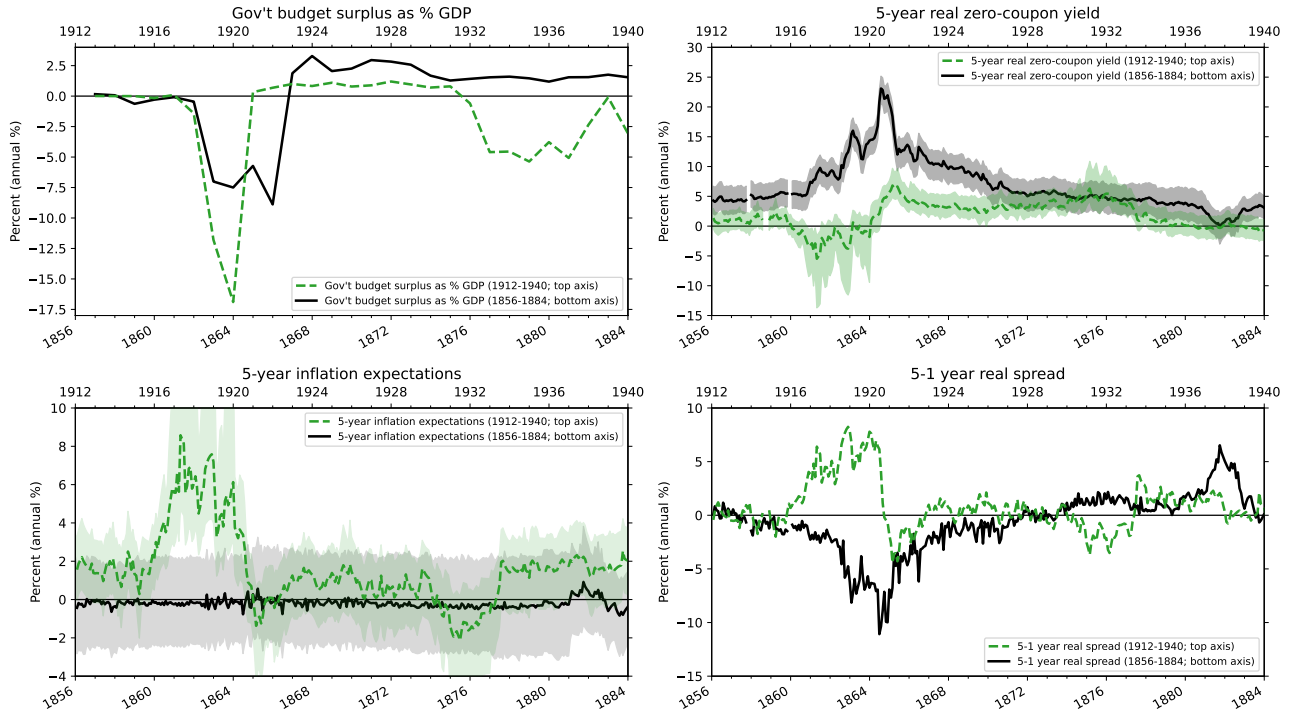 Gov't budget surplus as % GDP
1912 1916 1920 1924 1928 1932 1936 1940
2.5
0.0
−2.5
−5.0
−7.5
−10.0
−12.5
−15.0
−17.5
Percent (annual %)
Gov't budget surplus as % GDP (1912-1940; top axis)
Gov't budget surplus as % GDP (1856-1884; bottom axis)
1856 1860 1864 1868 1872 1876 1880 1884
5-year real zero-coupon yield
1912 1916 1920 1924 1928 1932 1936 1940
30
25
20
15
10
5
0
−5
−10
−15
Percent (annual %)
5-year real zero-coupon yield (1912-1940; top axis)
5-year real zero-coupon yield (1856-1884; bottom axis)
1856 1860 1864 1868 1872 1876 1880 1884
5-year inflation expectations
1912 1916 1920 1924 1928 1932 1936 1940
10
8
6
4
2
0
−2
−4
Percent (annual %)
5-year inflation expectations (1912-1940; top axis)
5-year inflation expectations (1856-1884; bottom axis)
1856 1860 1864 1868 1872 1876 1880 1884
5-1 year real spread
1912 1916 1920 1924 1928 1932 1936 1940
10
5
0
−5
−10
−15
Percent (annual %)
5-1 year real spread (1912-1940; top axis)
5-1 year real spread (1856-1884; bottom axis)
1856 1860 1864 1868 1872 1876 1880 1884